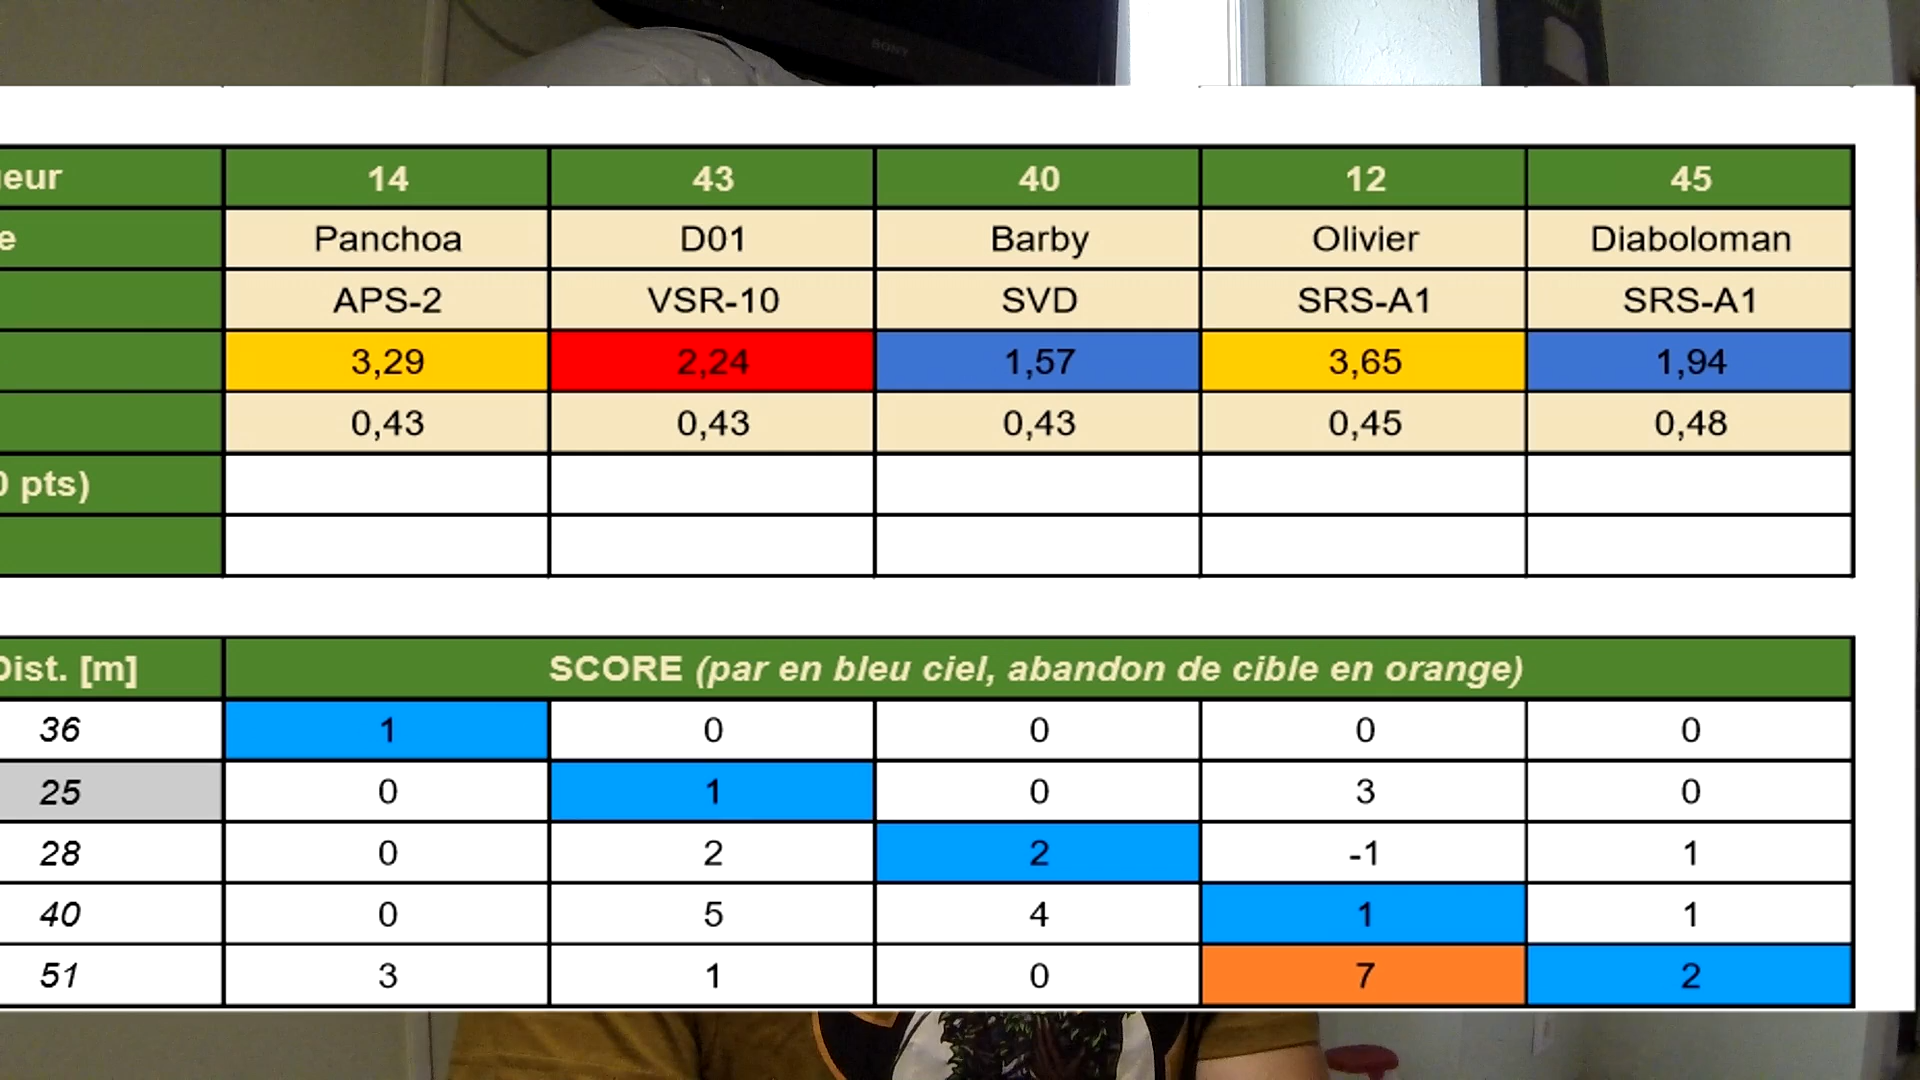 SONY
eur 14 43 40 12 45
e Panchoa D01 Barby Olivier Diaboloman
APS-2 VSR-10 SVD SRS-A1 SRS-A1
3,29 2,24 1,57 3,65 1,94
0,43 0,43 0,43 0,45 0,48
0 pts)
Dist. [m] SCORE (par en bleu ciel, abandon de cible en orange)
36 1 0 0 0 0
25 0 1 0 3 0
28 0 2 2 -1 1
40 0 5 4 1 1
51 3 1 0 7 2